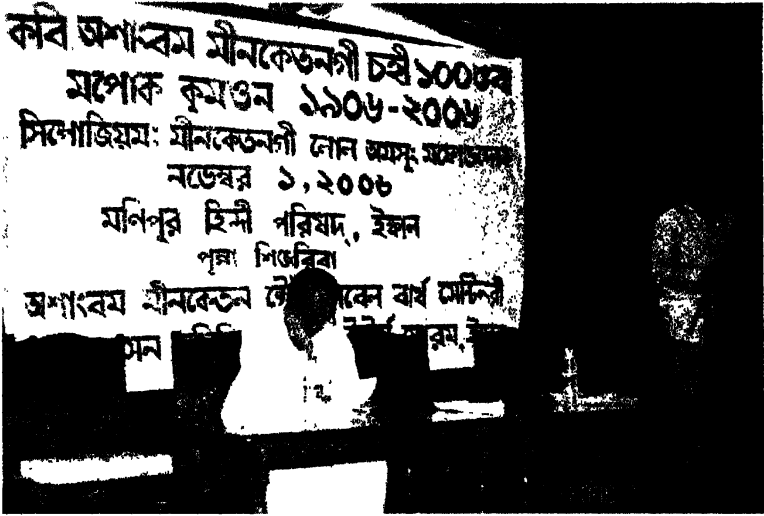 কবি অশাংবম মীনকেতনগী চহী ১০০শুবা
মপোক কুমওন ১৯০৬-২০০৬
সিম্পোজিয়ম: মীনকেতনগী লোন অমসুং
নভেম্বর ১, ২০০৬
মণিপুর হিন্দী পরিষদ, ইম্ফাল
পুন্না শিন্দুরিবা
অশাংবম মীনকেতন বার্থ সেন্টিনরী